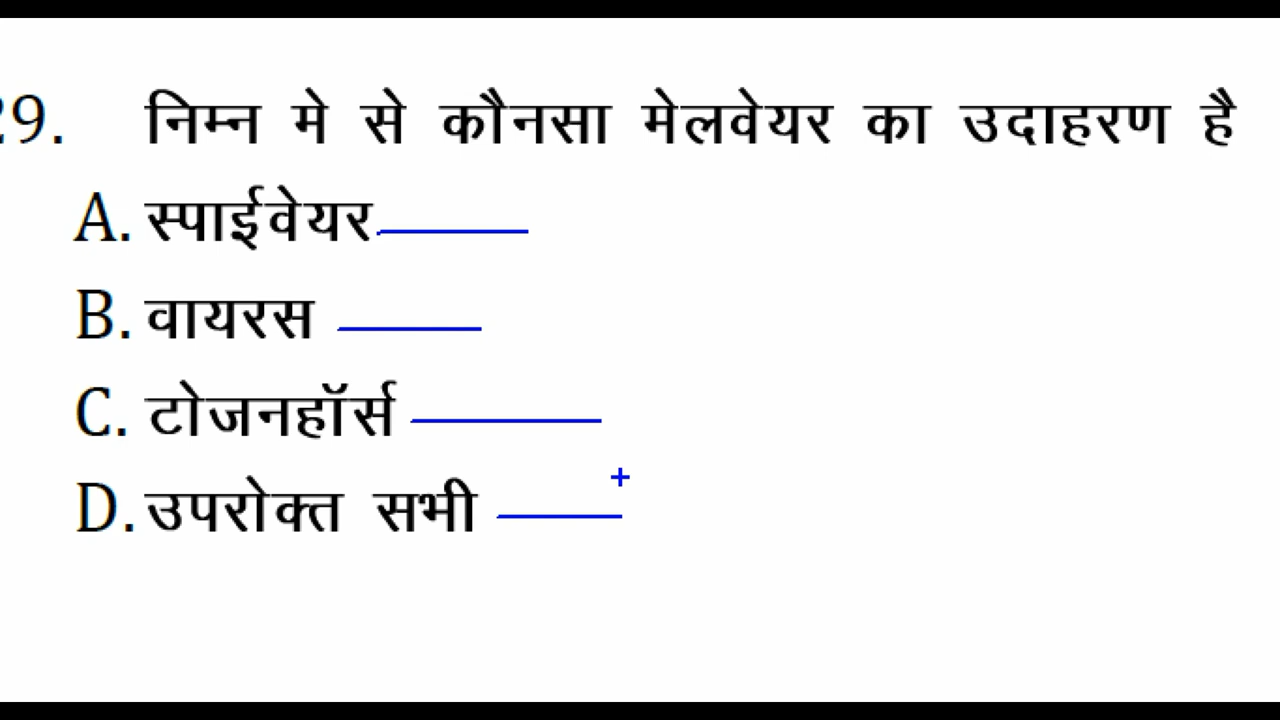 29. निम्न मे से कौनसा मेलवेयर का उदाहरण है
A. स्पाईवेयर
B. वायरस
C. टोजनहॉर्स
D. उपरोक्त सभी